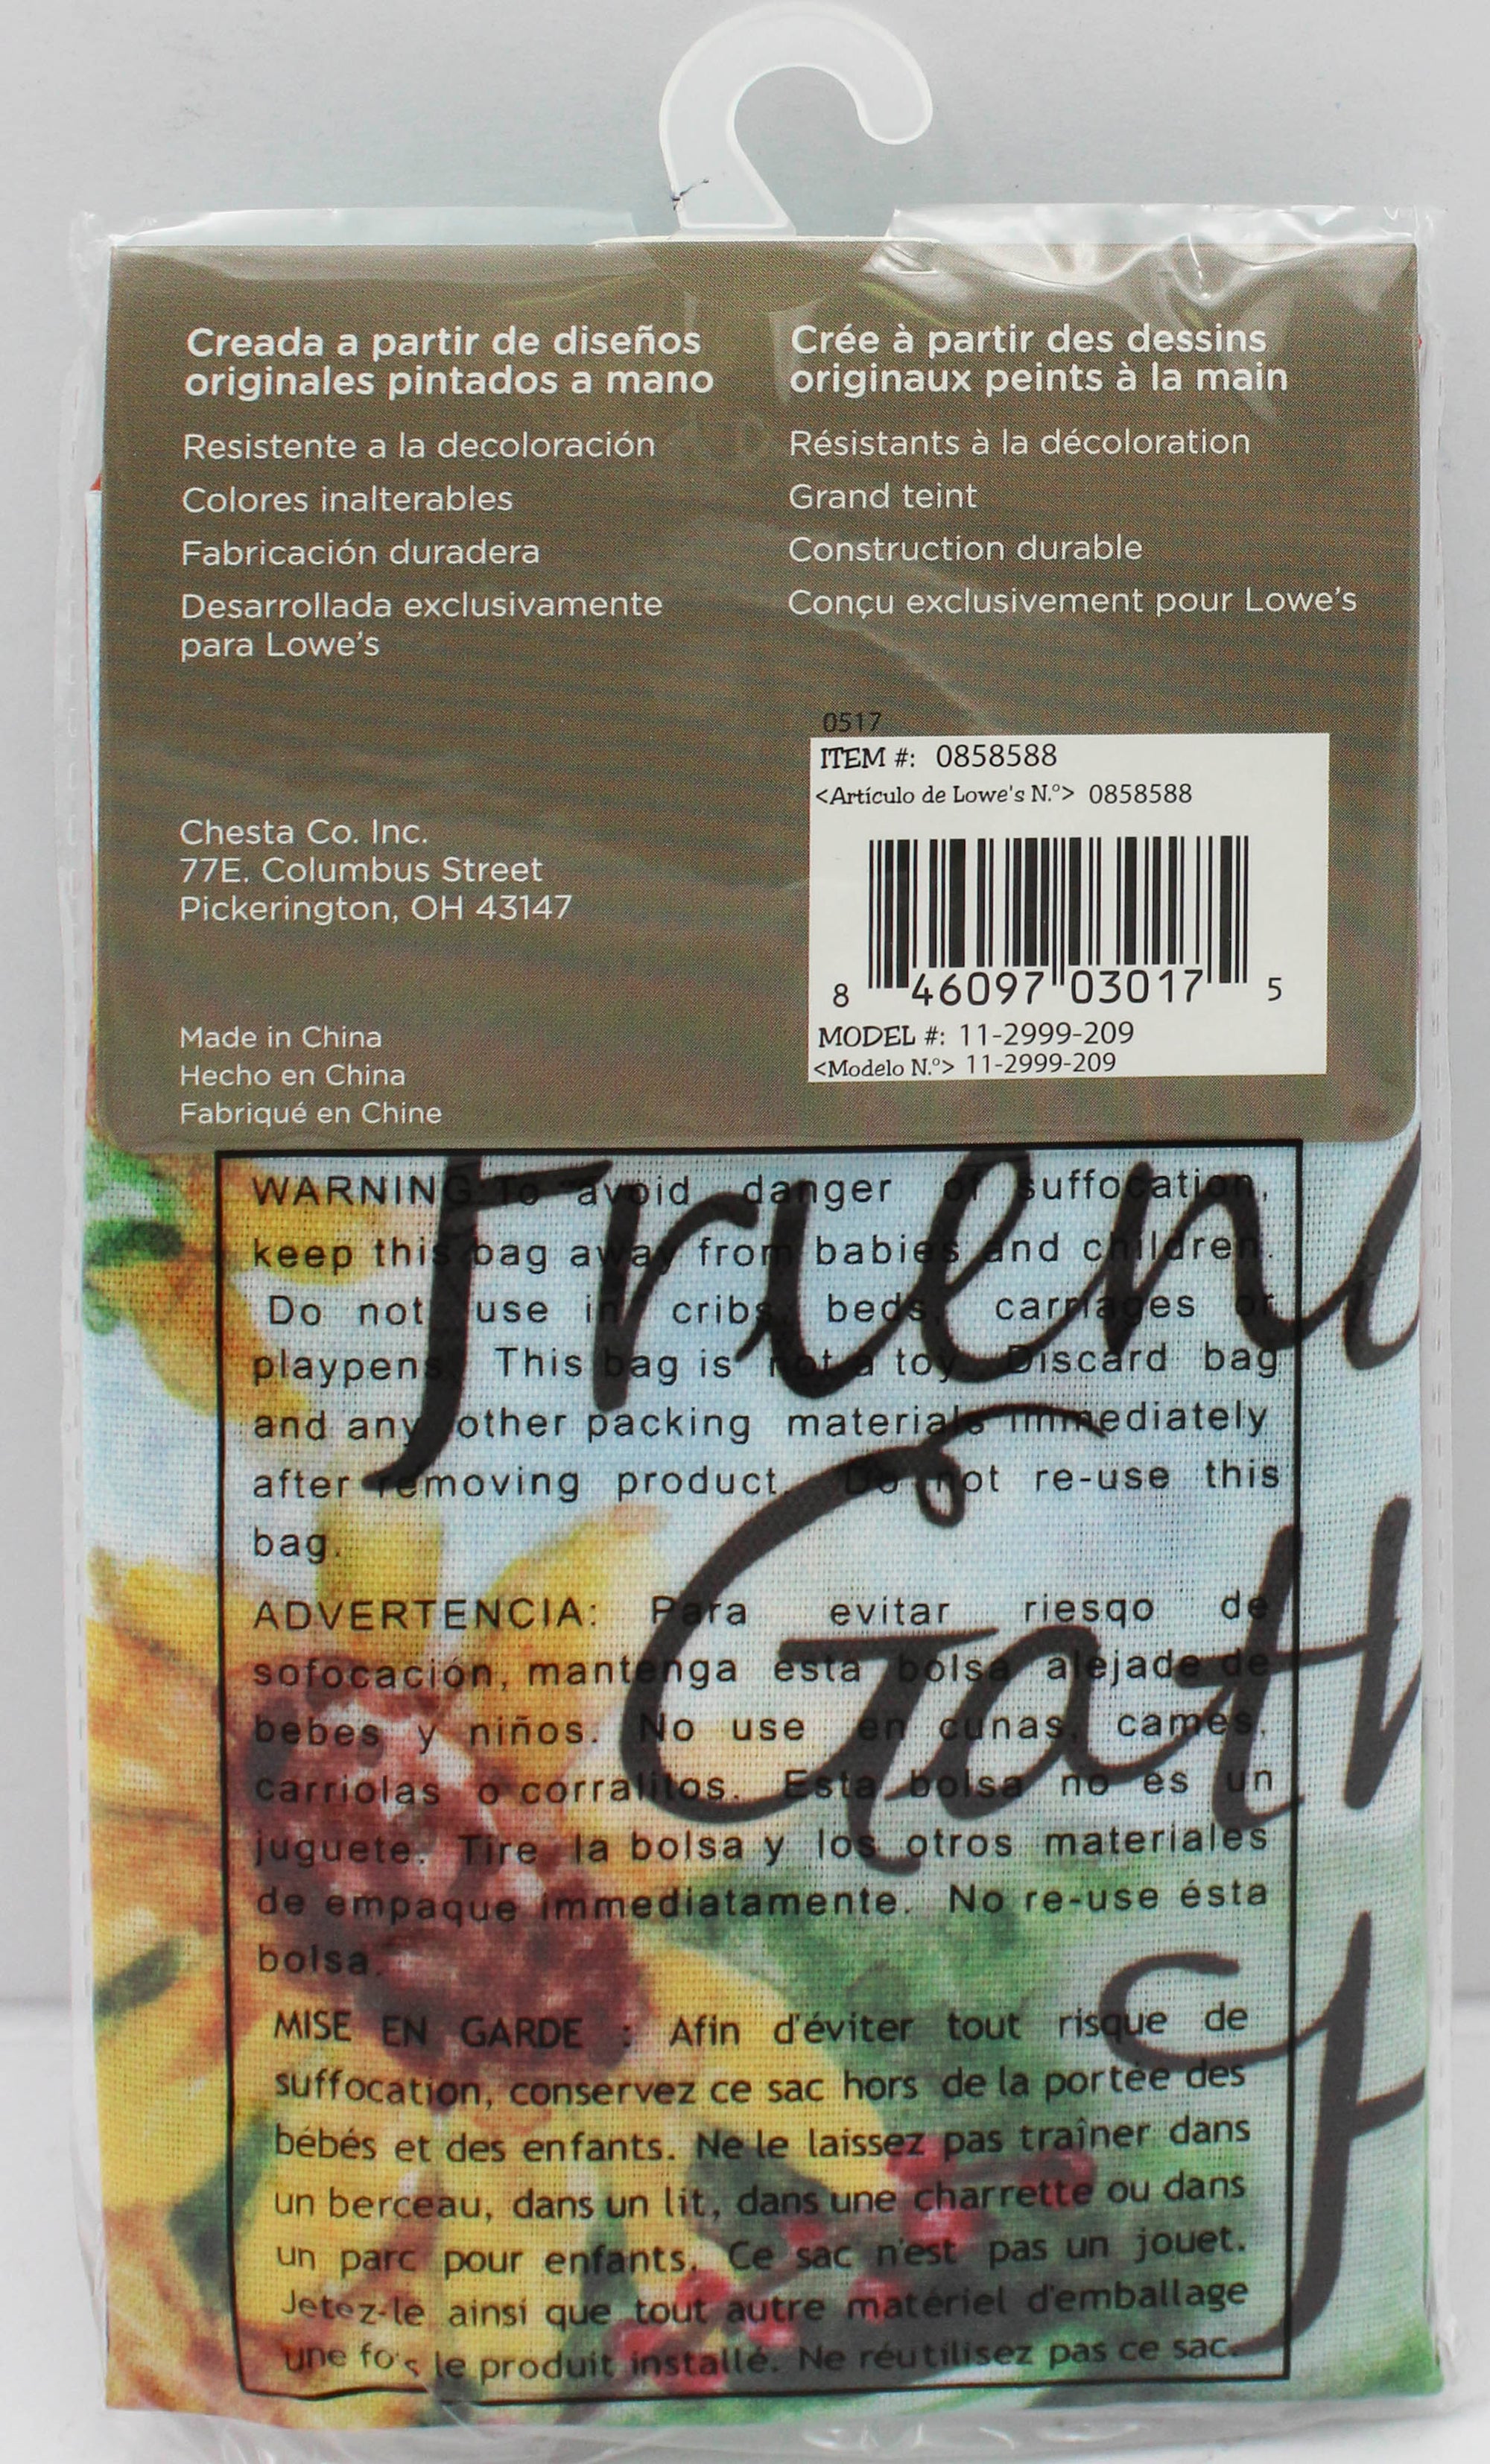 Creada a partir de diseños
originales pintados a mano
Resistente a la decoloración
Colores inalterables
Fabricación duradera
Desarrollada exclusivamente
para Lowe's
Crée à partir des dessins
originaux peints à la main
Résistants à la décoloration
Grand teint
Construction durable
Conçu exclusivement pour Lowe's
Chesta Co. Inc.
77E. Columbus Street
Pickerington, OH 43147
Made in China
Hecho en China
Fabriqué en Chine
0517
ITEM #: 0858588
<Artículo de Lowe's N.º> 0858588
8 46097 03017 5
MODEL #: 11-2999-209
<Modelo N.º> 11-2999-209
WARNING To avoid danger of suffocation,
keep this bag away from babies and children.
Do not use in cribs, beds, carriages or
playpens. This bag is not a toy. Discard bag
and any other packing materials immediately
after removing product. Do not re-use this
bag.
ADVERTENCIA: Para evitar riesqo de
sofocación, mantenga esta bolsa alejade de
bebes y niños. No use en cunas, cames,
carriolas o corralitos. Esta bolsa no es un
juguete. Tire la bolsa y los otros materiales
de empaque immediatamente. No re-use ésta
bolsa.
MISE EN GARDE : Afin d'éviter tout risque de
suffocation, conservez ce sac hors de la portée des
bébés et des enfants. Ne le laissez pas traîner dans
un berceau, dans un lit, dans une charrette ou dans
un parc pour enfants. Ce sac n'est pas un jouet.
Jetez-le ainsi que tout autre matériel d'emballage
une fois le produit installé. Ne réutilisez pas ce sac.
Frien
Gath